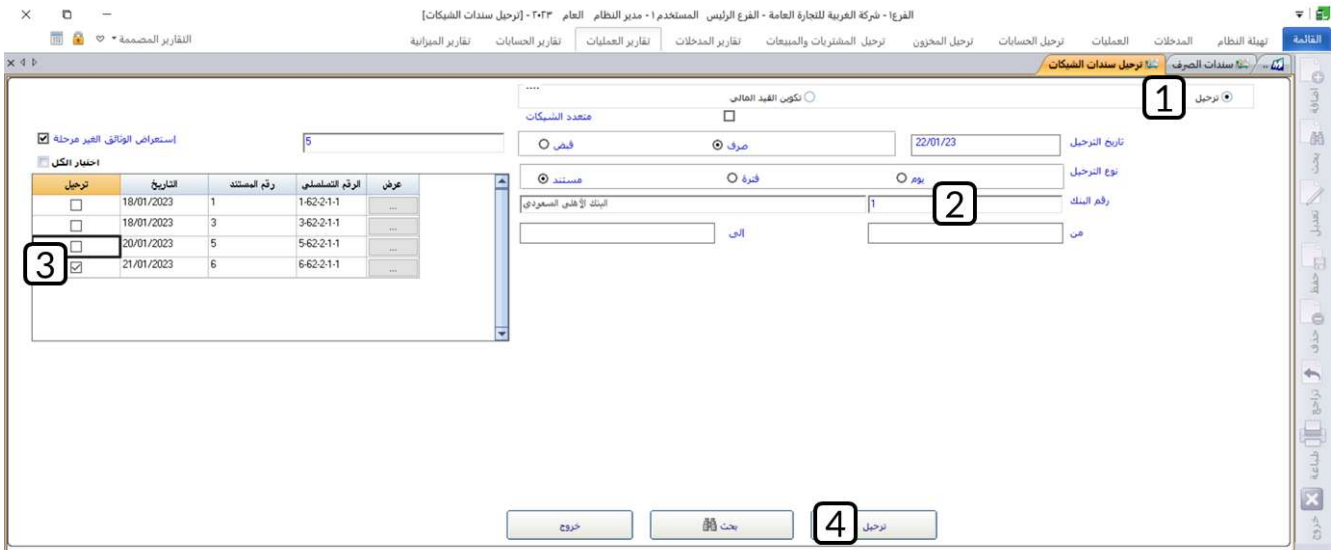 الفرع١ - شركة الغربية للتجارة العامة - الفرع الرئيس المستخدم ١ - مدير النظام العام ٢٠٢٣ - [ترحيل سندات الشيكات]
القائمة تهيئة النظام المدخلات العمليات ترحيل الحسابات ترحيل المخزون ترحيل المشتريات والمبيعات تقارير المدخلات تقارير العمليات تقارير الحسابات تقارير الميزانية التقارير المصممة
سندات الصرف ترحيل سندات الشيكات
ترحيل 1 تكوين القيد المالي ....
متعدد الشيكات
تاريخ الترحيل 22/01/23 صرف قبض 5 إستعراض الوثائق الغير مرحلة
اختيار الكل
نوع الترحيل يوم فترة مستند
رقم البنك 1 2 البنك الأهلي السعودي
من الى
عرض الرقم التسلسلي رقم المستند التاريخ ترحيل
... 1-62-2-1-1 1 18/01/2023
... 3-62-2-1-1 3 18/01/2023
... 5-62-2-1-1 5 20/01/2023
... 6-62-2-1-1 6 21/01/2023 3
ترحيل 4 بحث خروج
اضافة
بحث
تعديل
حفظ
حذف
تراجع
طباعة
خروج